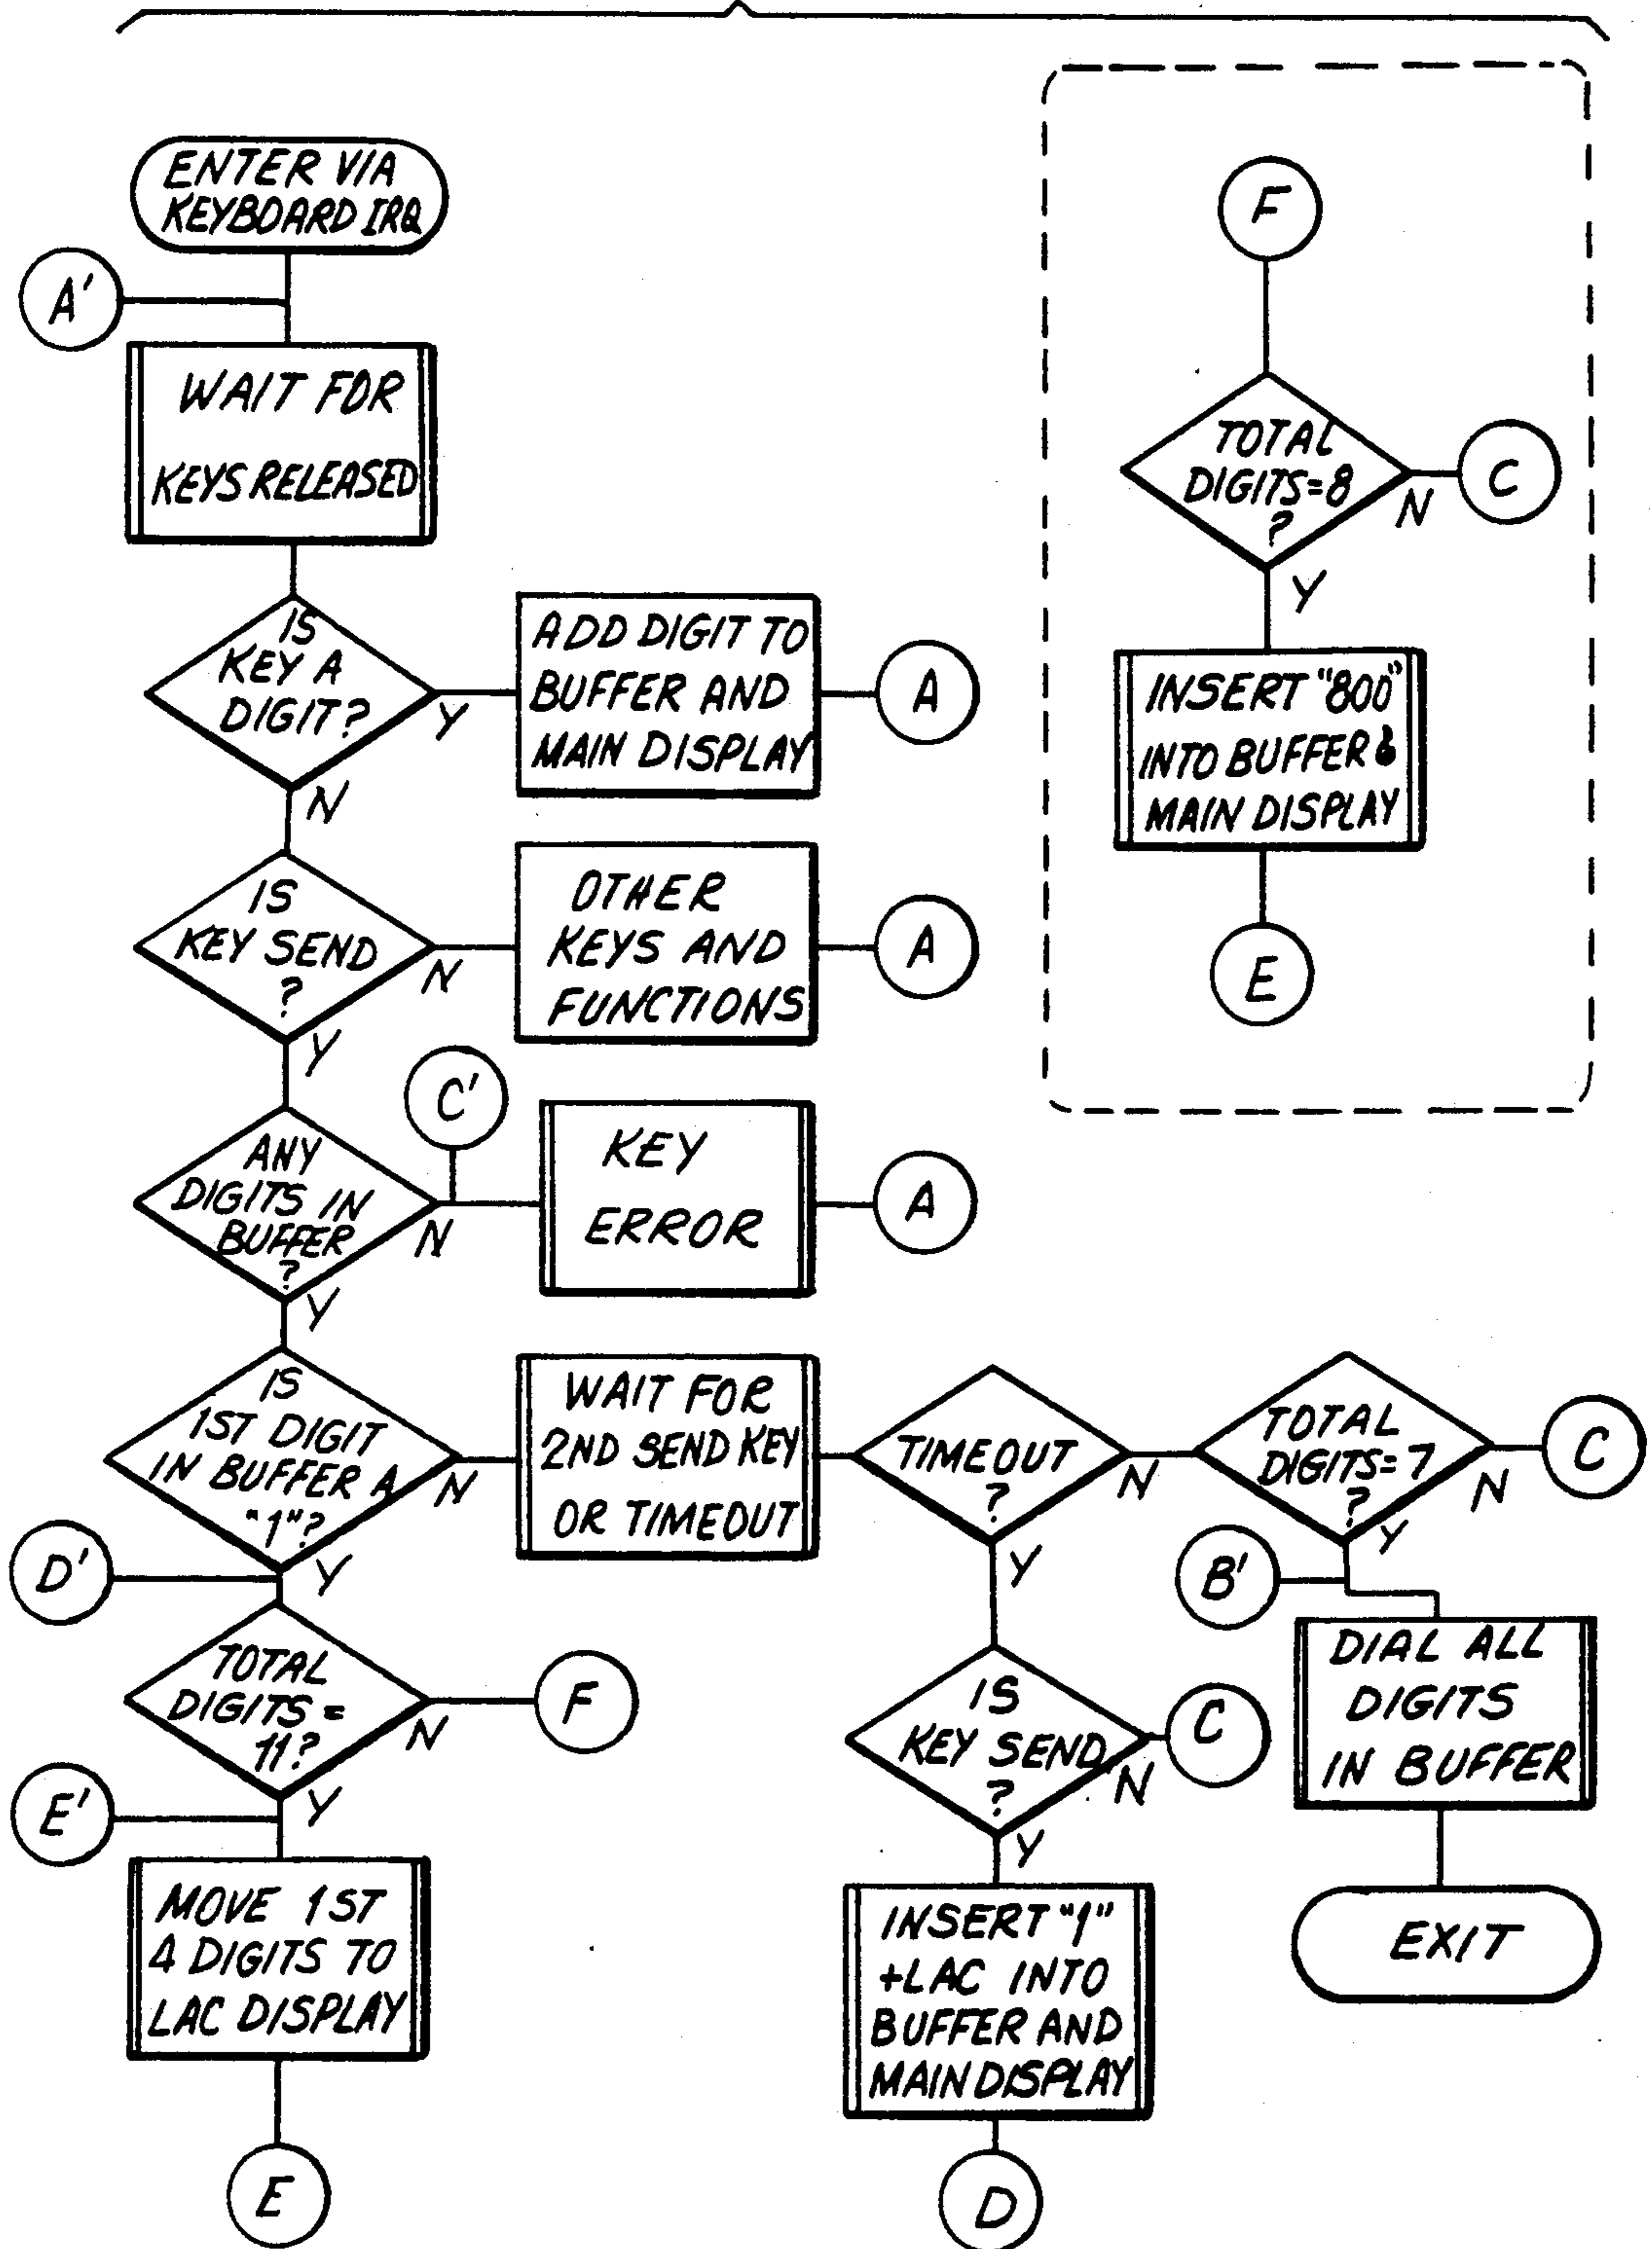 ENTER VIA
KEYBOARD IRQ
A'
WAIT FOR
KEYS RELEASED
IS
KEY A
DIGIT?
Y
N
ADD DIGIT TO
BUFFER AND
MAIN DISPLAY
A
IS
KEY SEND
?
N
Y
OTHER
KEYS AND
FUNCTIONS
A
ANY
DIGITS IN
BUFFER
?
N
Y
C'
KEY
ERROR
A
IS
1ST DIGIT
IN BUFFER A
"1"?
N
Y
WAIT FOR
2ND SEND KEY
OR TIMEOUT
TIMEOUT
?
N
Y
TOTAL
DIGITS=7
?
N
Y
C
D'
TOTAL
DIGITS =
11?
N
Y
F
E'
MOVE 1ST
4 DIGITS TO
LAC DISPLAY
E
IS
KEY SEND
?
N
Y
C
INSERT "1"
+LAC INTO
BUFFER AND
MAIN DISPLAY
D
B'
DIAL ALL
DIGITS
IN BUFFER
EXIT
F
TOTAL
DIGITS=8
?
N
Y
C
INSERT "800"
INTO BUFFER &
MAIN DISPLAY
E